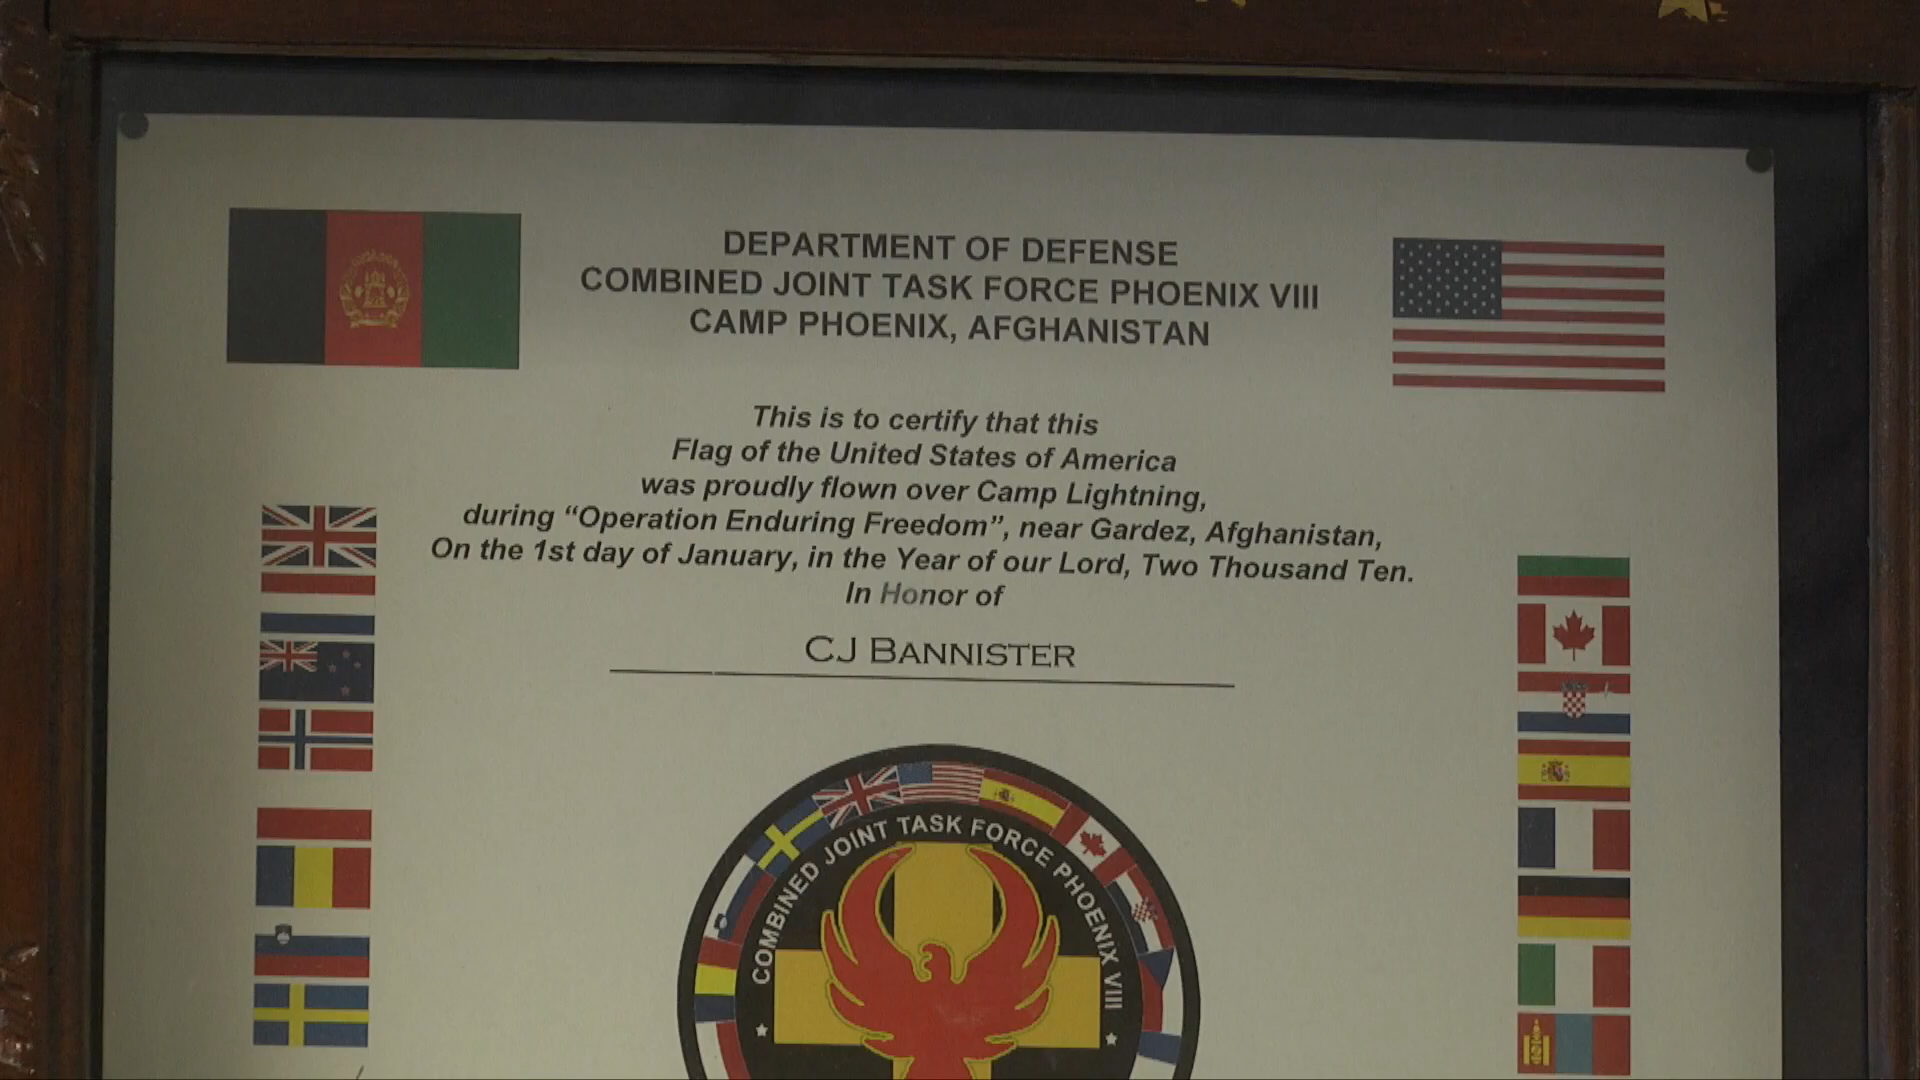 DEPARTMENT OF DEFENSE
COMBINED JOINT TASK FORCE PHOENIX VIII
CAMP PHOENIX, AFGHANISTAN
This is to certify that this
Flag of the United States of America
was proudly flown over Camp Lightning,
during “Operation Enduring Freedom”, near Gardez, Afghanistan,
On the 1st day of January, in the Year of our Lord, Two Thousand Ten.
In Honor of
CJ BANNISTER
COMBINED JOINT TASK FORCE PHOENIX VIII